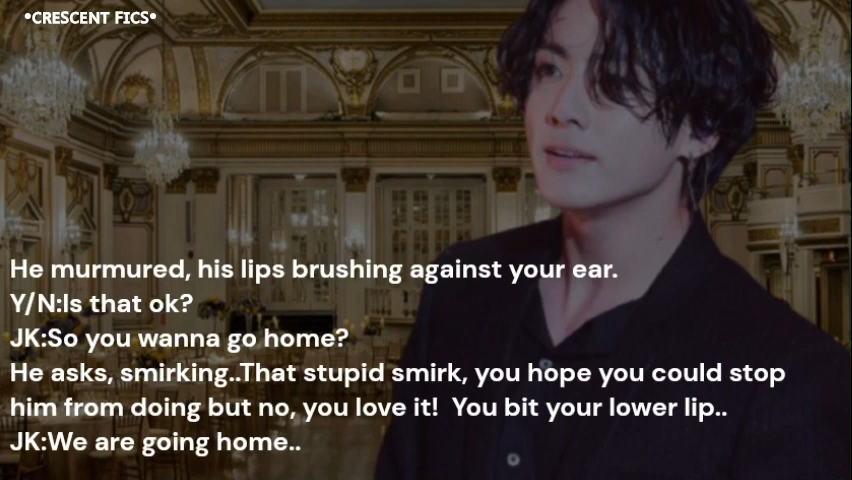 •CRESCENT FICS•
He murmured, his lips brushing against your ear.
Y/N:Is that ok?
JK:So you wanna go home?
He asks, smirking..That stupid smirk, you hope you could stop
him from doing but no, you love it!  You bit your lower lip..
JK:We are going home..